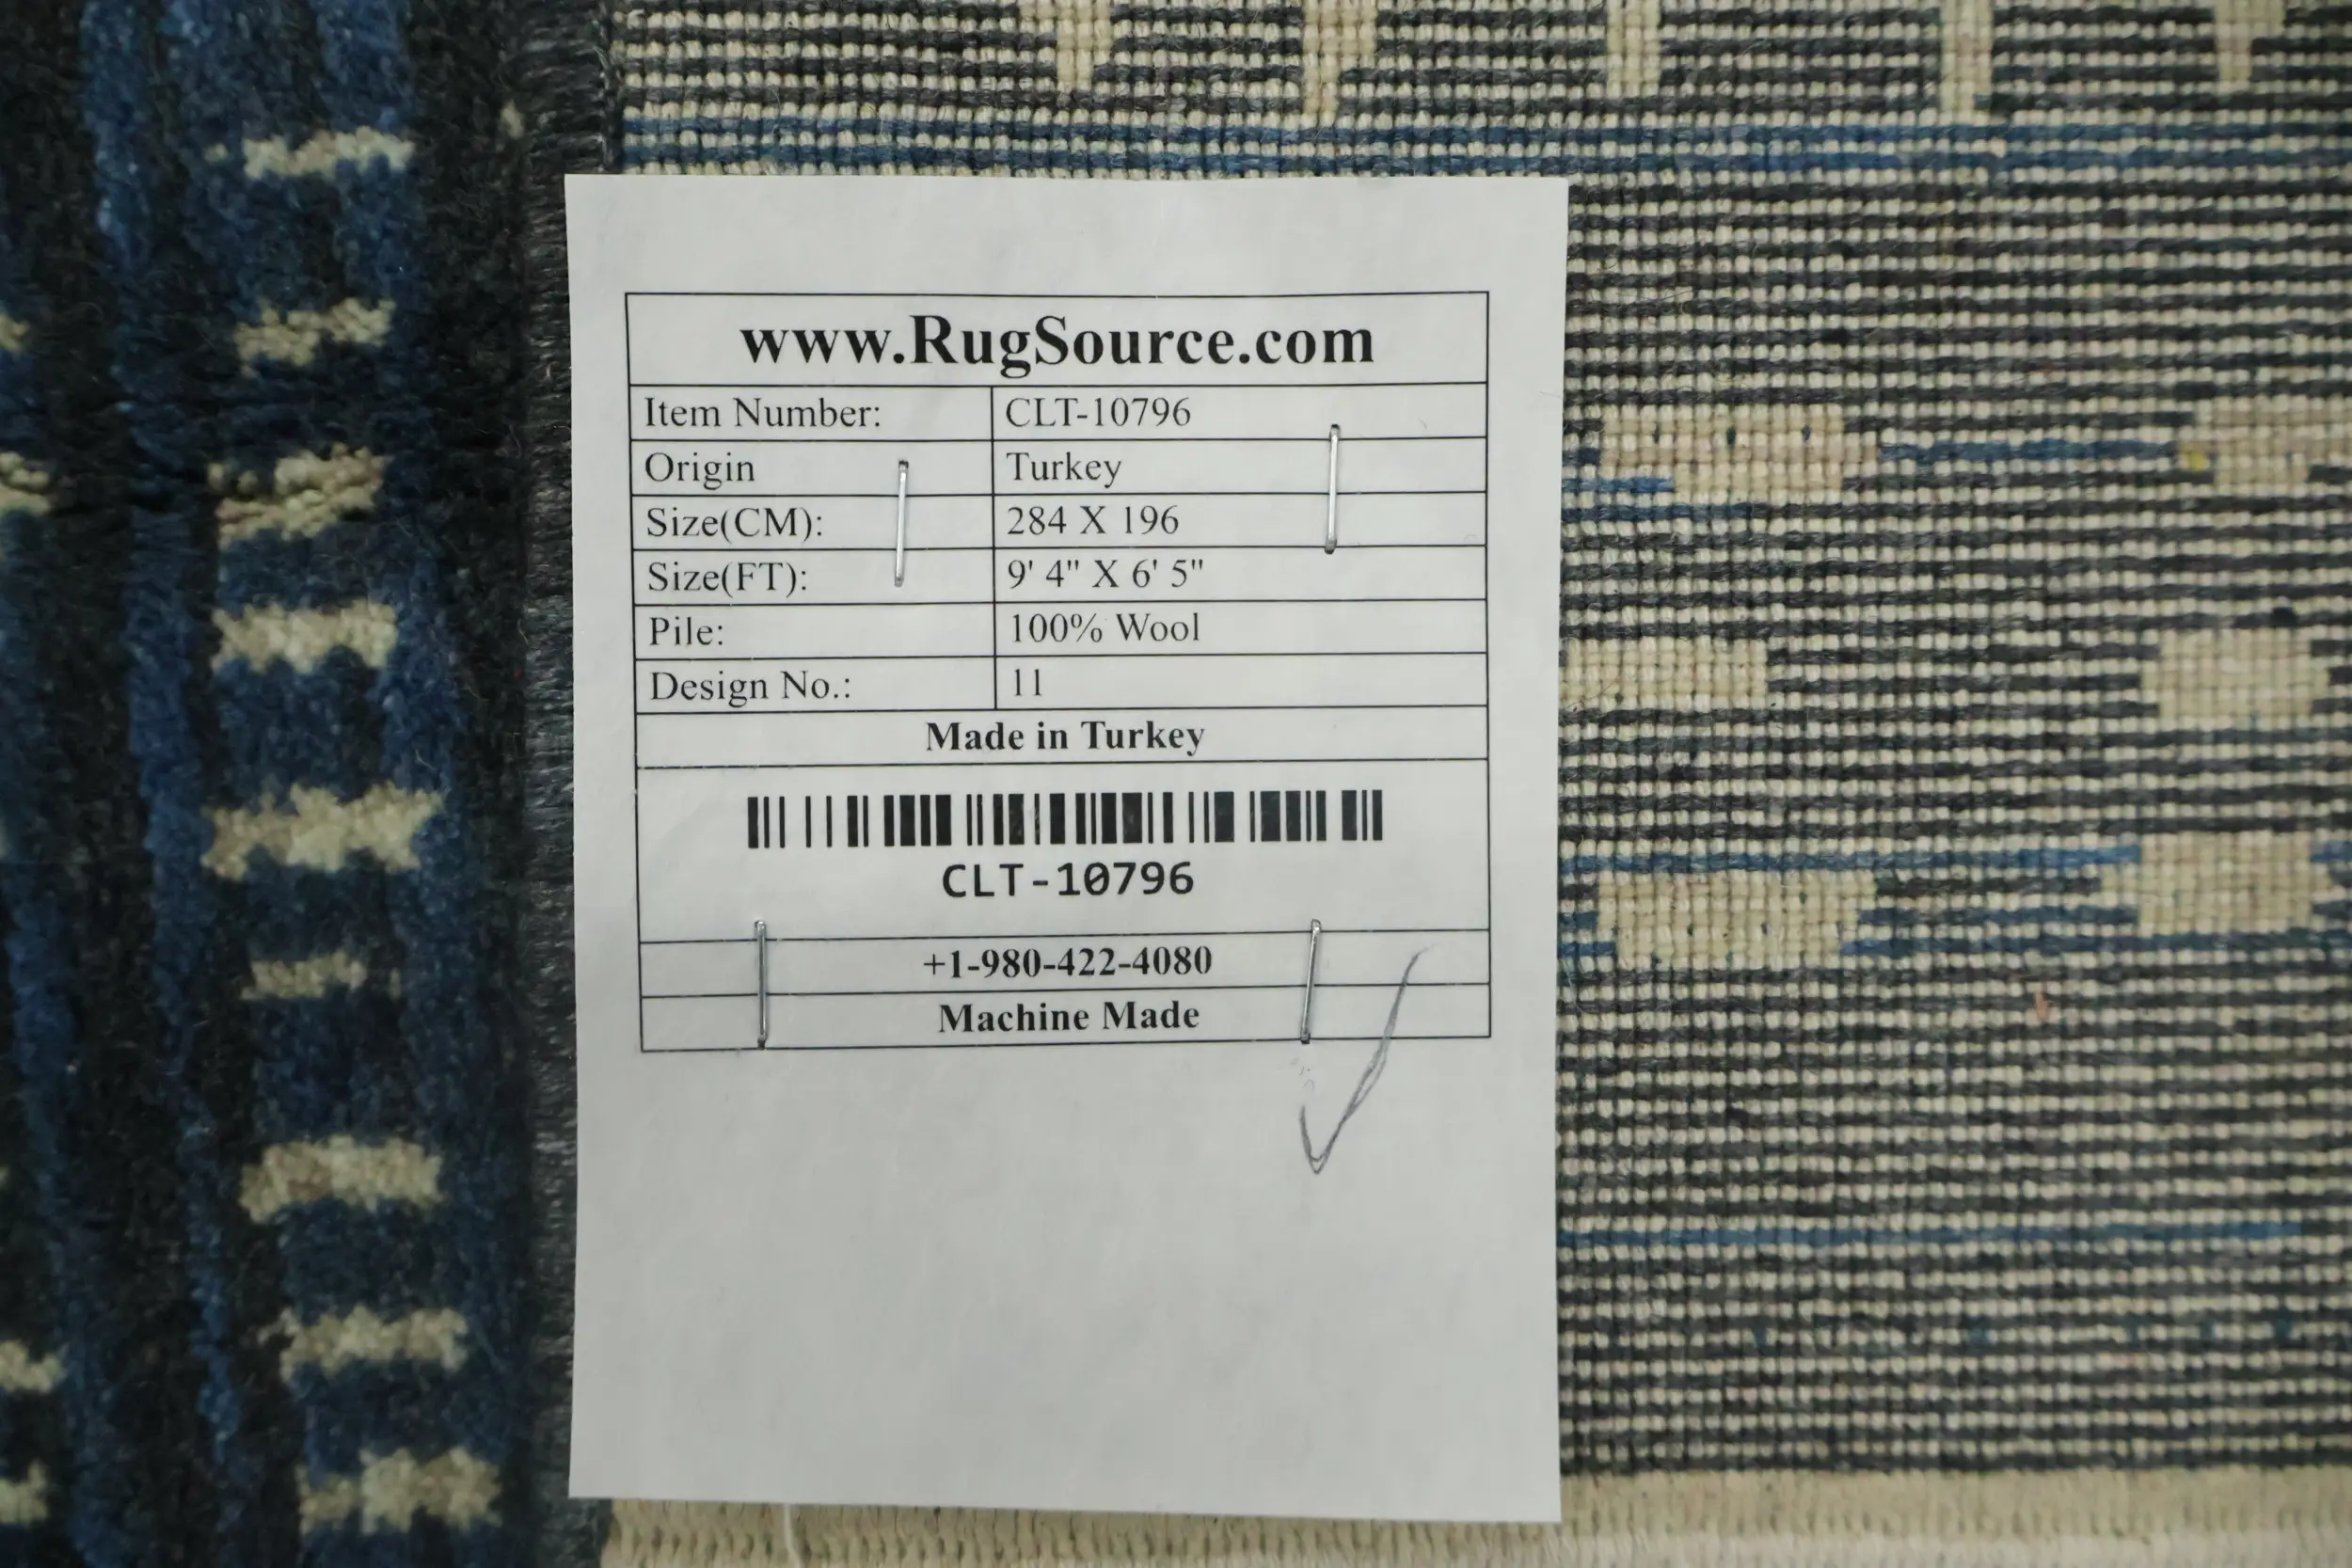 www.RugSource.com
Item Number: CLT-10796
Origin Turkey
Size(CM): 284 X 196
Size(FT): 9' 4" X 6' 5"
Pile: 100% Wool
Design No.: 11
Made in Turkey
CLT-10796
+1-980-422-4080
Machine Made